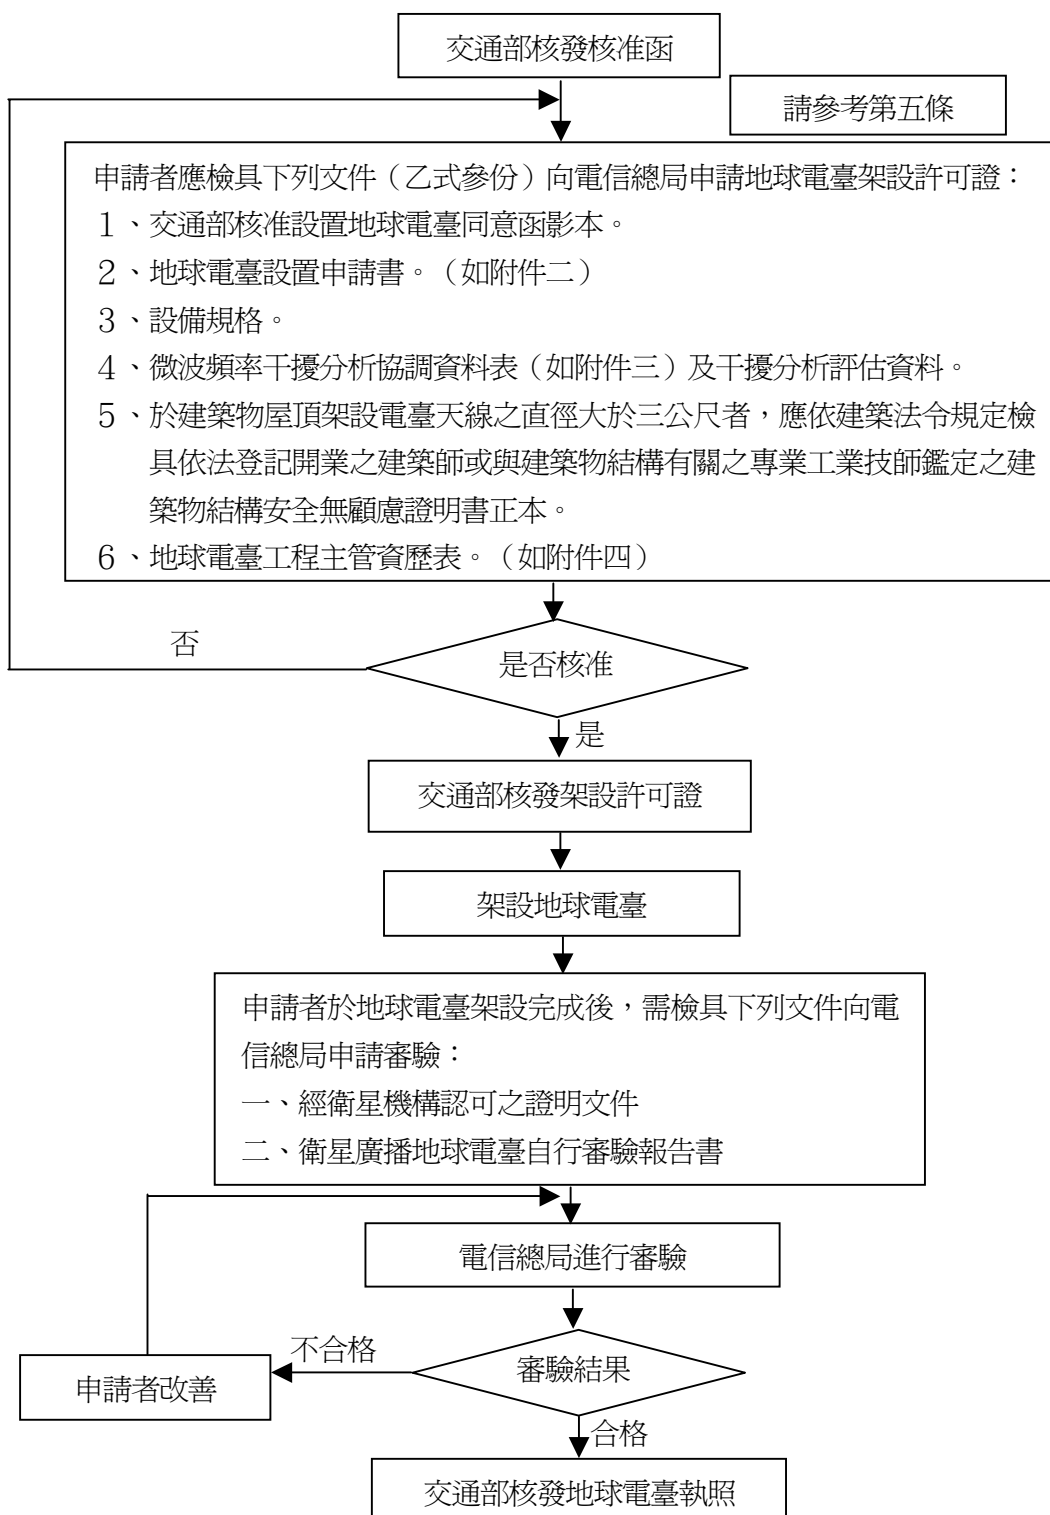 交通部核發核准函
請參考第五條
申請者應檢具下列文件（乙式參份）向電信總局申請地球電臺架設許可證：
１、交通部核准設置地球電臺同意函影本。
２、地球電臺設置申請書。（如附件二）
３、設備規格。
４、微波頻率干擾分析協調資料表（如附件三）及干擾分析評估資料。
５、於建築物屋頂架設電臺天線之直徑大於三公尺者，應依建築法令規定檢
具依法登記開業之建築師或與建築物結構有關之專業工業技師鑑定之建
築物結構安全無顧慮證明書正本。
６、地球電臺工程主管資歷表。（如附件四）
否
是否核准
是
交通部核發架設許可證
架設地球電臺
申請者於地球電臺架設完成後，需檢具下列文件向電
信總局申請審驗：
一、經衛星機構認可之證明文件
二、衛星廣播地球電臺自行審驗報告書
電信總局進行審驗
不合格
審驗結果
申請者改善
合格
交通部核發地球電臺執照